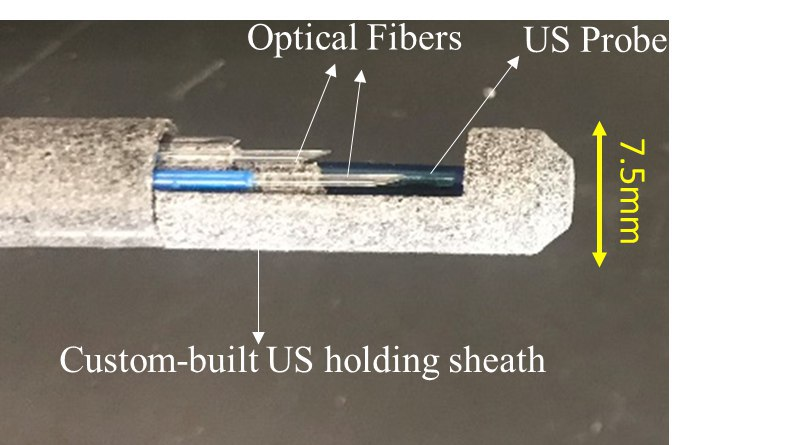 Optical Fibers
US Probe
7.5mm
Custom-built US holding sheath